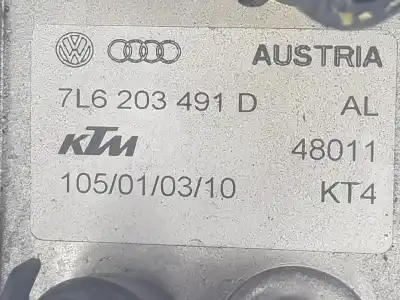 AUSTRIA
7L6 203 491 D AL
KTM 48011
105/01/03/10 KT4